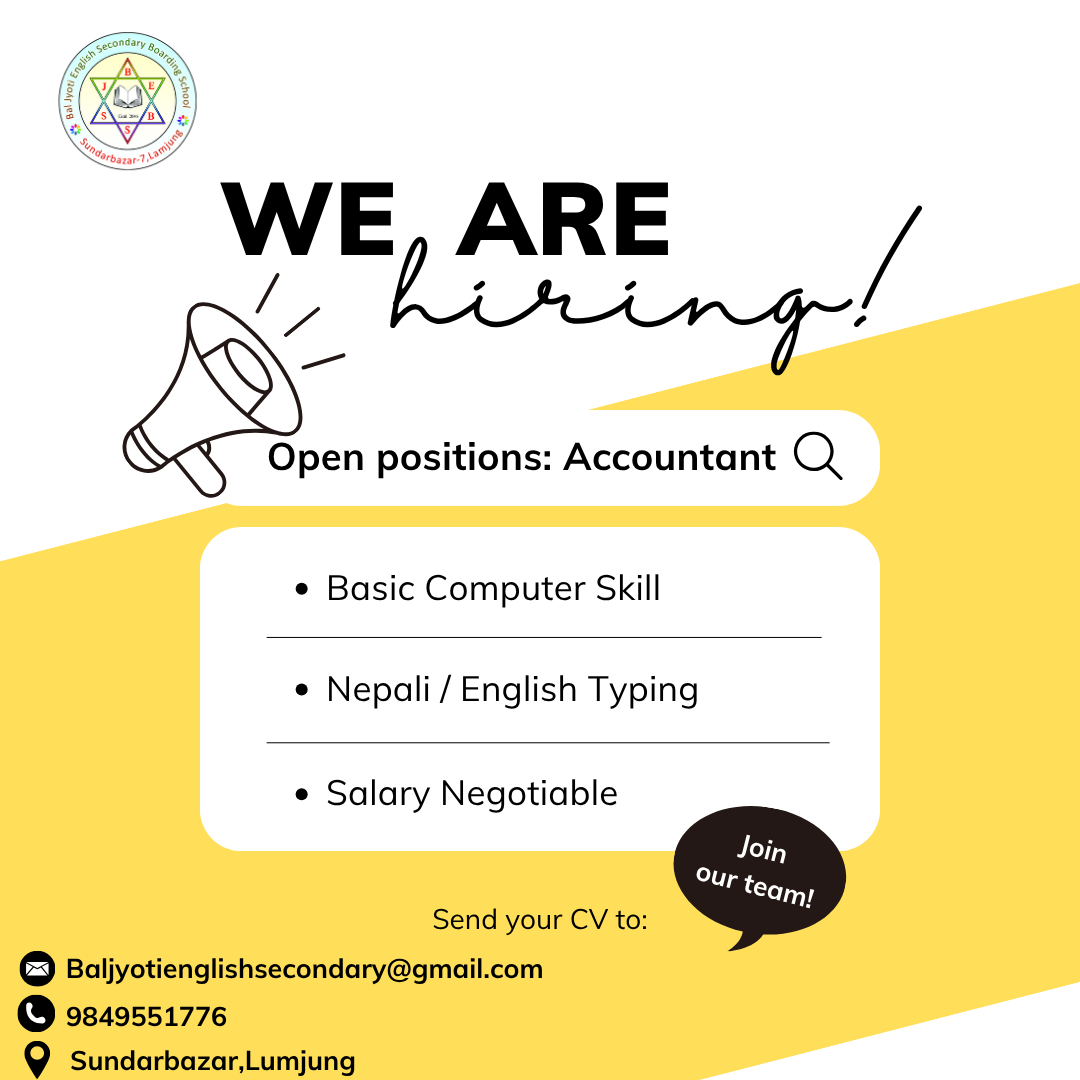 Bal Jyoti English Secondary Boarding School
B
J E
S B
S
Sundarbazar-7,Lamjung
WE ARE
hiring!
Open positions: Accountant
• Basic Computer Skill
• Nepali / English Typing
• Salary Negotiable
Join
our team!
Send your CV to:
Baljyotienglishsecondary@gmail.com
9849551776
Sundarbazar,Lumjung